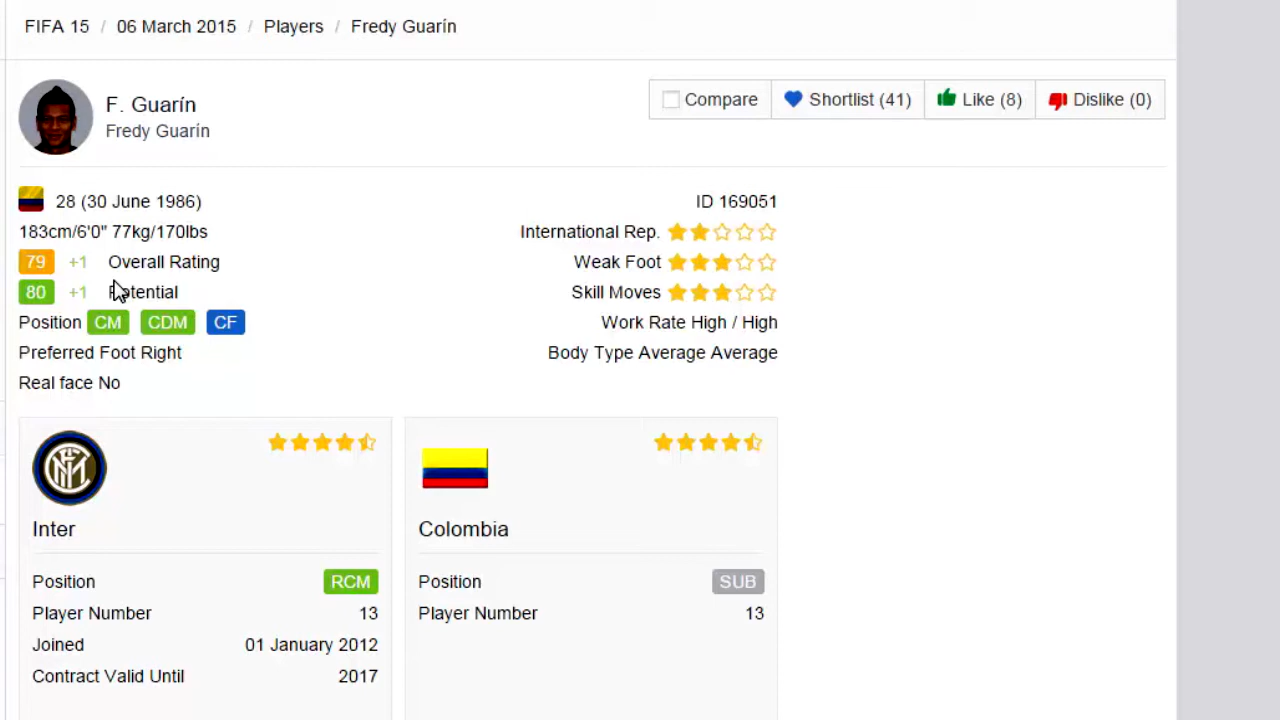 FIFA 15 / 06 March 2015 / Players / Fredy Guarín
F. Guarín
Fredy Guarín
Compare
Shortlist (41)
Like (8)
Dislike (0)
28 (30 June 1986)
183cm/6'0" 77kg/170lbs
79 +1 Overall Rating
80 +1 Potential
Position CM CDM CF
Preferred Foot Right
Real face No
ID 169051
International Rep.
Weak Foot
Skill Moves
Work Rate High / High
Body Type Average Average
Inter
Position RCM
Player Number 13
Joined 01 January 2012
Contract Valid Until 2017
Colombia
Position SUB
Player Number 13